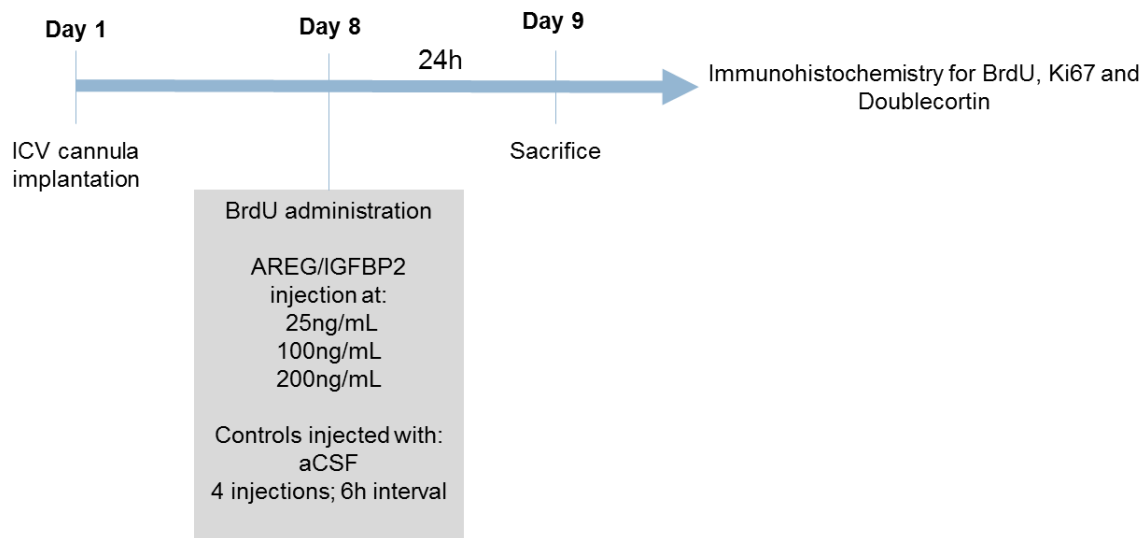 Day 1
Day 8
Day 9
24h
Immunohistochemistry for BrdU, Ki67 and
Doublecortin
ICV cannula
implantation
Sacrifice
BrdU administration
AREG/IGFBP2
injection at:
25ng/mL
100ng/mL
200ng/mL
Controls injected with:
aCSF
4 injections; 6h interval